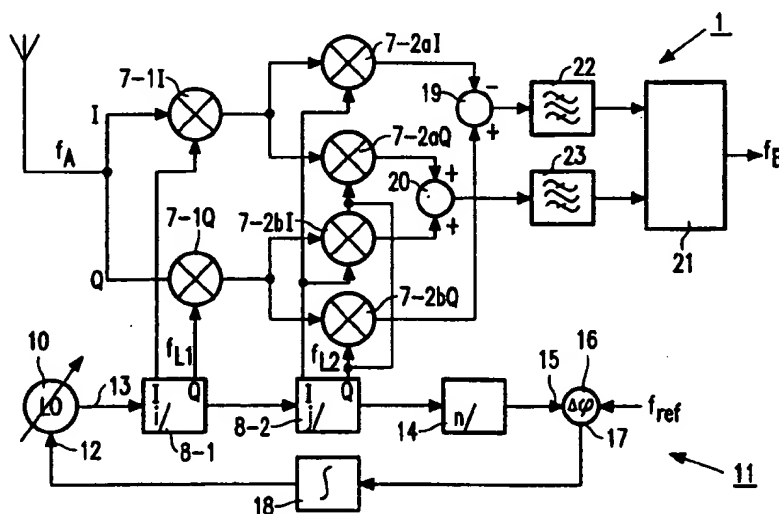 7-2aI
1
7-1I
19
-
+
22
I
f_A
7-2aQ
+
20
+
23
f_E
7-2bI
7-1Q
Q
21
7-2bQ
f_L1
f_L2
10
LO
13
12
I Q
i/
8-1
I Q
j/
8-2
14
n/
15
16
Δφ
17
f_ref
18
∫
11